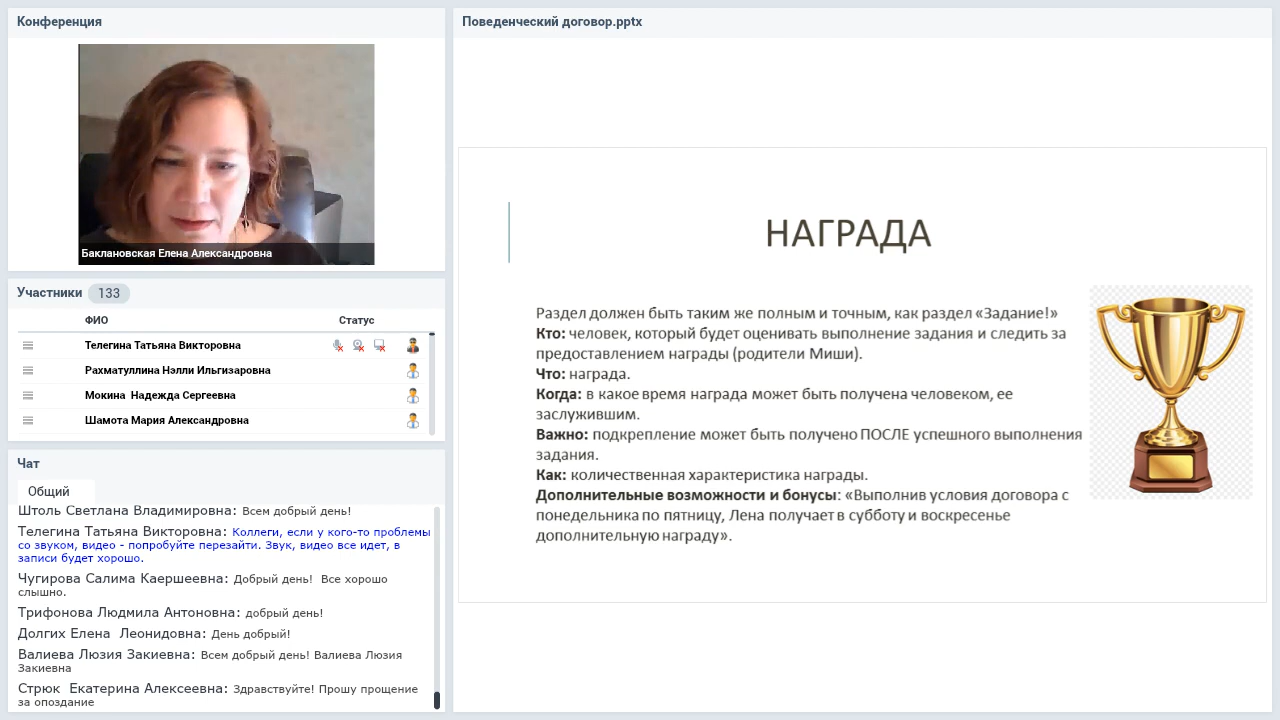 Конференция
Баклановская Елена Александровна
Участники 133
ФИО Статус
Телегина Татьяна Викторовна
Рахматуллина Нэлли Ильгизаровна
Мокина  Надежда Сергеевна
Шамота Мария Александровна
Чат
Общий
Штоль Светлана Владимировна: Всем добрый день!
Телегина Татьяна Викторовна: Коллеги, если у кого-то проблемы
со звуком, видео - попробуйте перезайти. Звук, видео все идет, в
записи будет хорошо.
Чугирова Салима Каершеевна: Добрый день!  Все хорошо
слышно.
Трифонова Людмила Антоновна: добрый день!
Долгих Елена  Леонидовна: День добрый!
Валиева Люзия Закиевна: Всем добрый день! Валиева Люзия
Закиевна
Стрюк  Екатерина Алексеевна: Здравствуйте! Прошу прощение
за опоздание
Поведенческий договор.pptx
НАГРАДА
Раздел должен быть таким же полным и точным, как раздел «Задание!»
Кто: человек, который будет оценивать выполнение задания и следить за
предоставлением награды (родители Миши).
Что: награда.
Когда: в какое время награда может быть получена человеком, ее
заслужившим.
Важно: подкрепление может быть получено ПОСЛЕ успешного выполнения
задания.
Как: количественная характеристика награды.
Дополнительные возможности и бонусы: «Выполнив условия договора с
понедельника по пятницу, Лена получает в субботу и воскресенье
дополнительную награду».